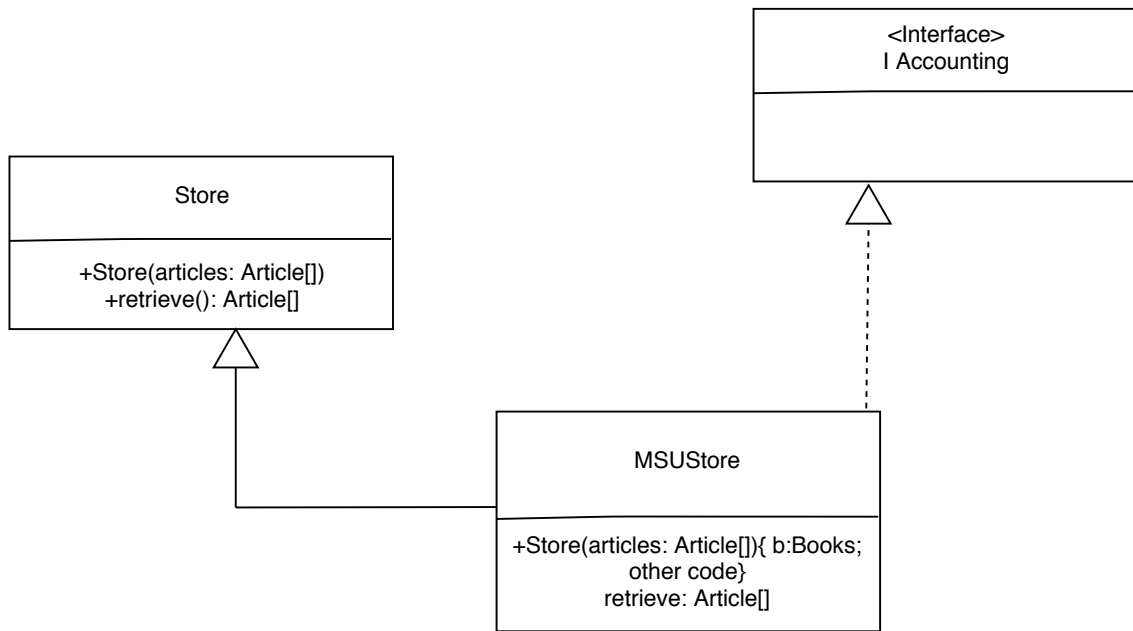 <Interface>
I Accounting
Store
+Store(articles: Article[])
+retrieve(): Article[]
MSUStore
+Store(articles: Article[]){ b:Books;
other code}
retrieve: Article[]